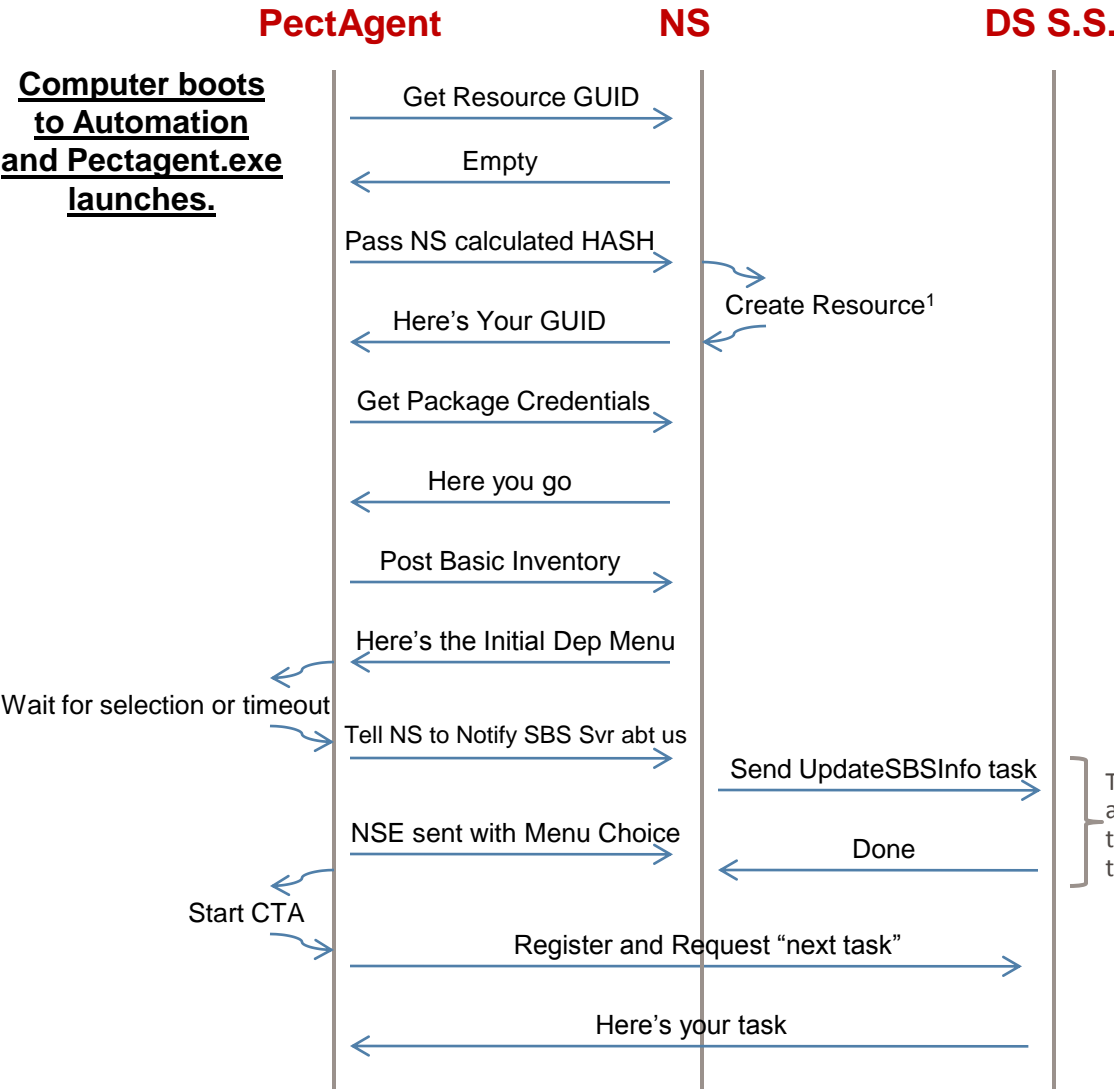 PectAgent NS DS S.S.
Computer boots
to Automation
and Pectagent.exe
launches.
Get Resource GUID
Empty
Pass NS calculated HASH
Create Resource¹
Here’s Your GUID
Get Package Credentials
Here you go
Post Basic Inventory
Here’s the Initial Dep Menu
Wait for selection or timeout
Tell NS to Notify SBS Svr abt us
Send UpdateSBSInfo task
NSE sent with Menu Choice
Done
Start CTA
Register and Request “next task”
Here’s your task